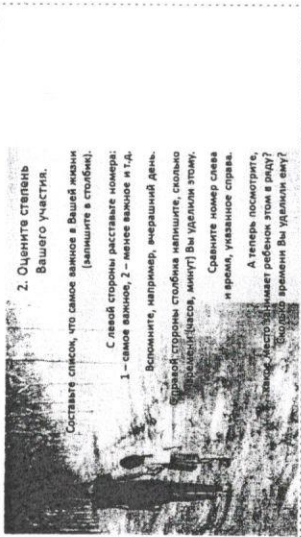 2. Оцените степень
Вашего участия.
Составьте список, что самое важное в Вашей жизни
(запишите в столбик).
С левой стороны расставьте номера:
1 – самое важное, 2 – менее важное и т.д.
Вспомните, например, вчерашний день.
С правой стороны столбика напишите, сколько
времени (часов, минут) Вы уделили этому.
Сравните номер слева
и время, указанное справа.
А теперь посмотрите,
какое место занимает ребенок этом в ряду?
Сколько времени Вы уделили ему?